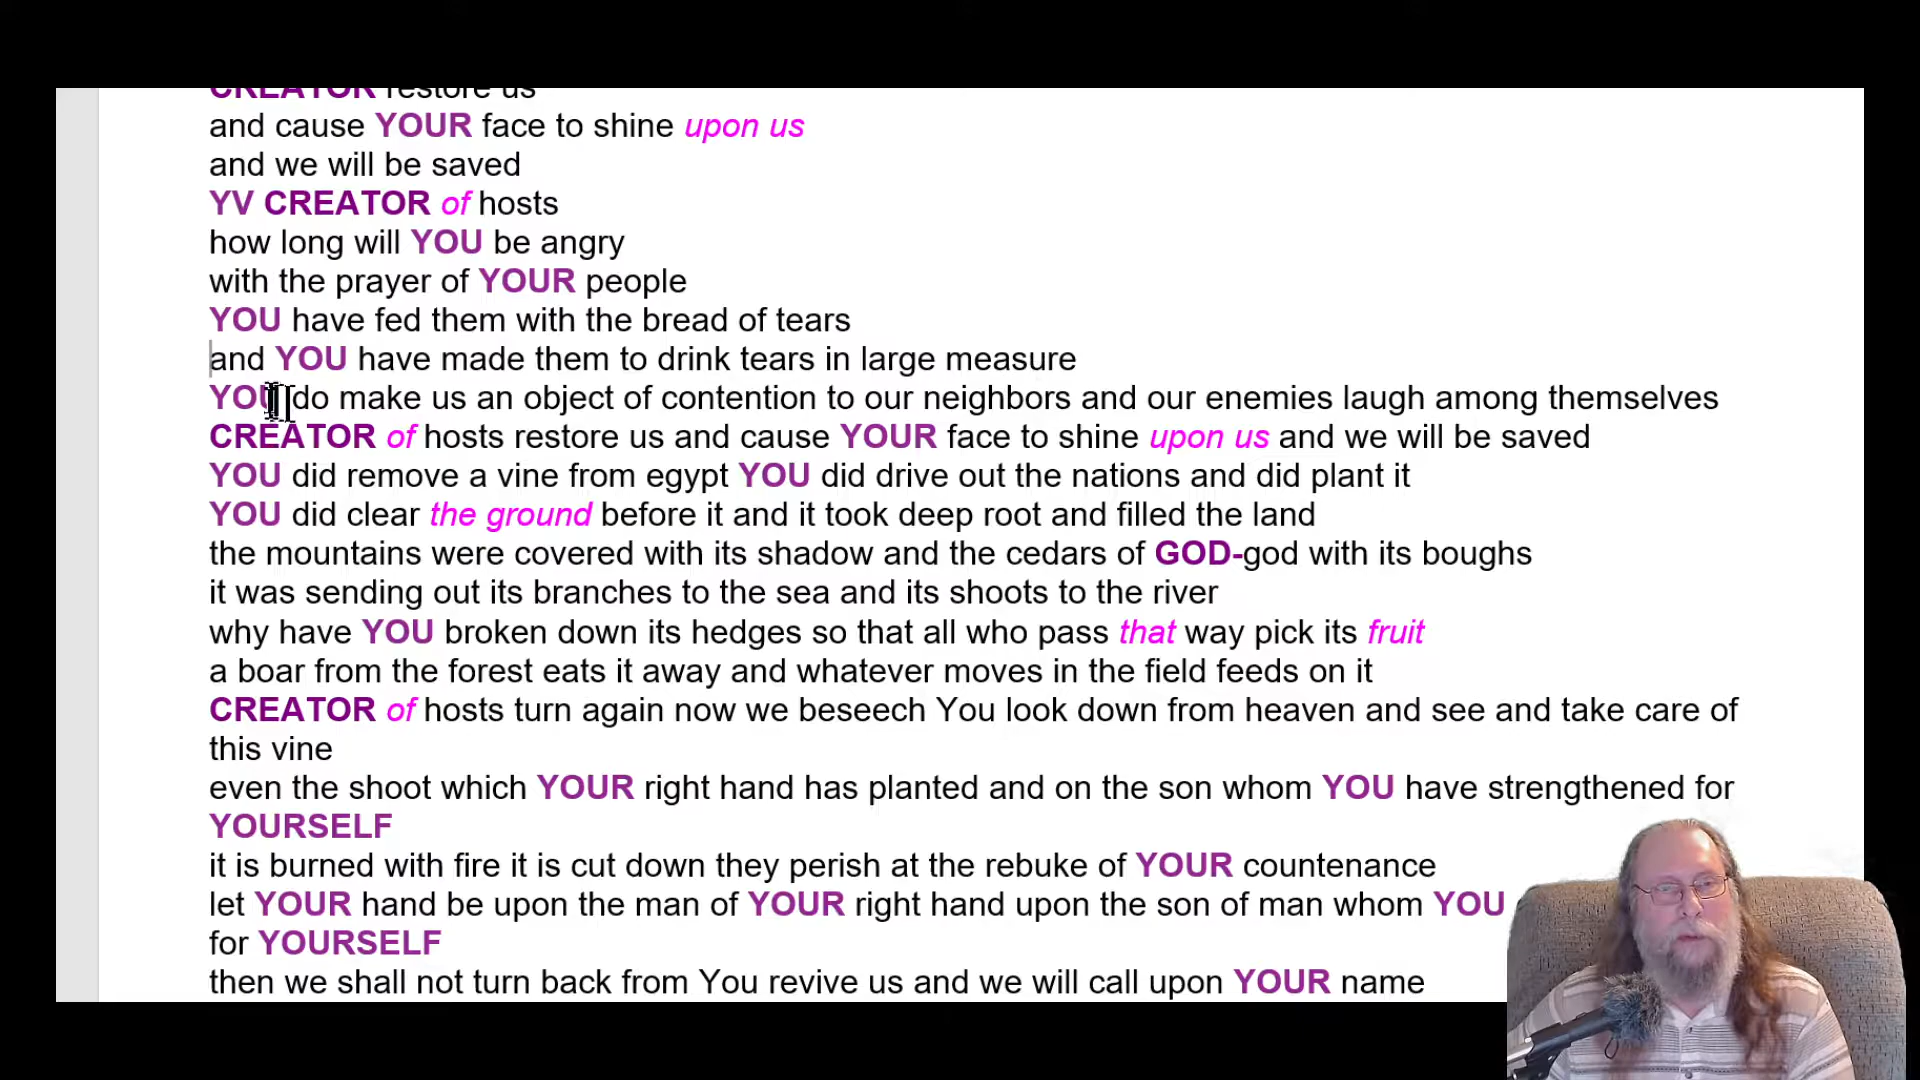 CREATOR restore us
and cause YOUR face to shine upon us
and we will be saved
YV CREATOR of hosts
how long will YOU be angry
with the prayer of YOUR people
YOU have fed them with the bread of tears
and YOU have made them to drink tears in large measure
YOU do make us an object of contention to our neighbors and our enemies laugh among themselves
CREATOR of hosts restore us and cause YOUR face to shine upon us and we will be saved
YOU did remove a vine from egypt YOU did drive out the nations and did plant it
YOU did clear the ground before it and it took deep root and filled the land
the mountains were covered with its shadow and the cedars of GOD-god with its boughs
it was sending out its branches to the sea and its shoots to the river
why have YOU broken down its hedges so that all who pass that way pick its fruit
a boar from the forest eats it away and whatever moves in the field feeds on it
CREATOR of hosts turn again now we beseech You look down from heaven and see and take care of
this vine
even the shoot which YOUR right hand has planted and on the son whom YOU have strengthened for
YOURSELF
it is burned with fire it is cut down they perish at the rebuke of YOUR countenance
let YOUR hand be upon the man of YOUR right hand upon the son of man whom YOU
for YOURSELF
then we shall not turn back from You revive us and we will call upon YOUR name